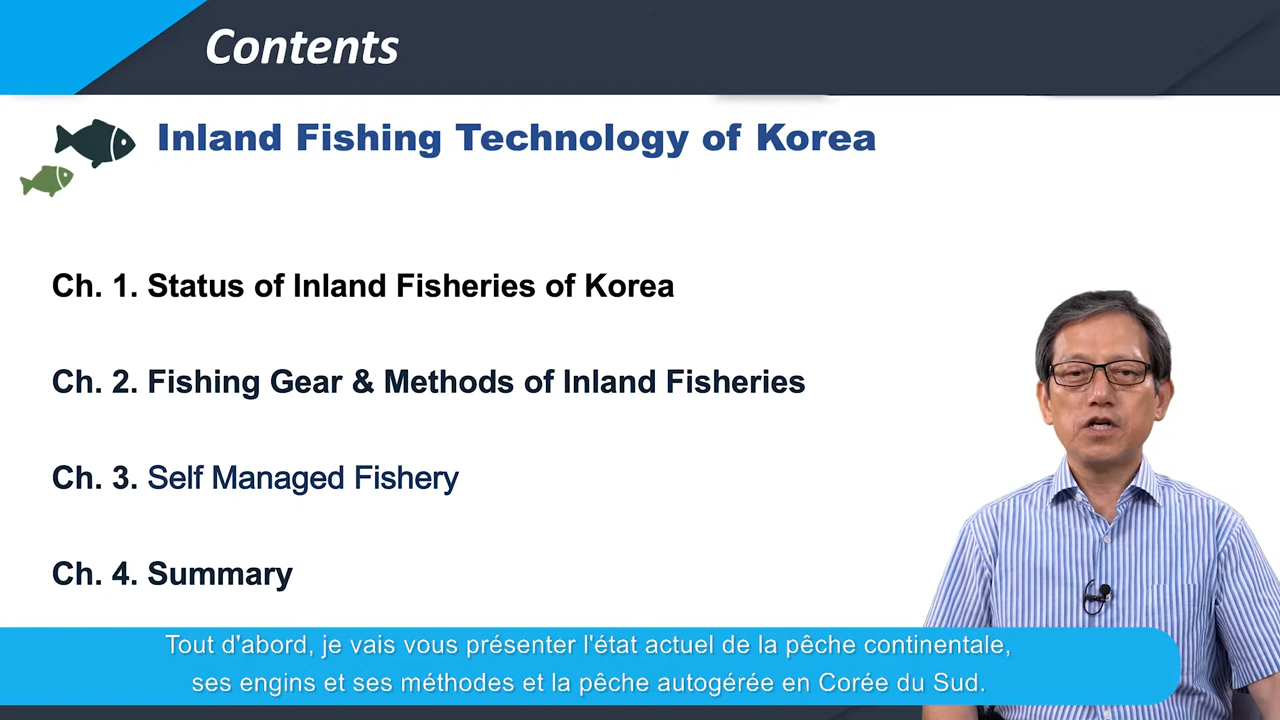 Contents
Inland Fishing Technology of Korea
Ch. 1. Status of Inland Fisheries of Korea
Ch. 2. Fishing Gear & Methods of Inland Fisheries
Ch. 3. Self Managed Fishery
Ch. 4. Summary
Tout d'abord, je vais vous présenter l'état actuel de la pêche continentale,
ses engins et ses méthodes et la pêche autogérée en Corée du Sud.